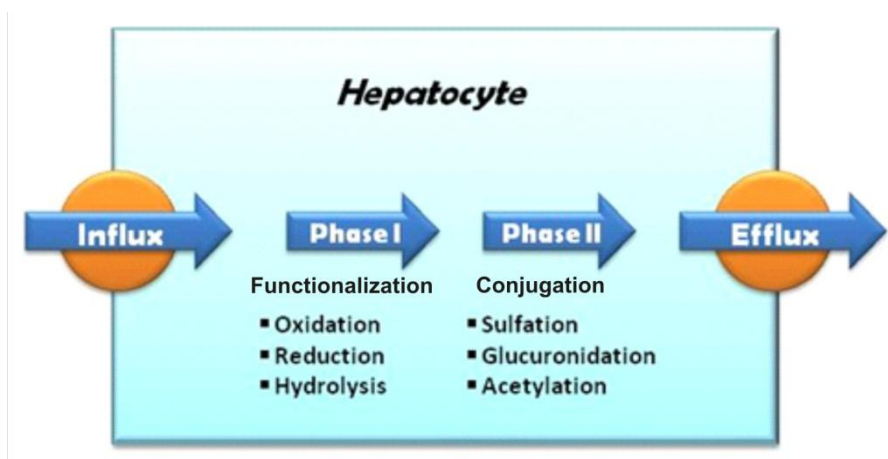 Hepatocyte
Influx
Phase I
Phase II
Efflux
Functionalization
Conjugation
▪ Oxidation
▪ Sulfation
▪ Reduction
▪ Glucuronidation
▪ Hydrolysis
▪ Acetylation